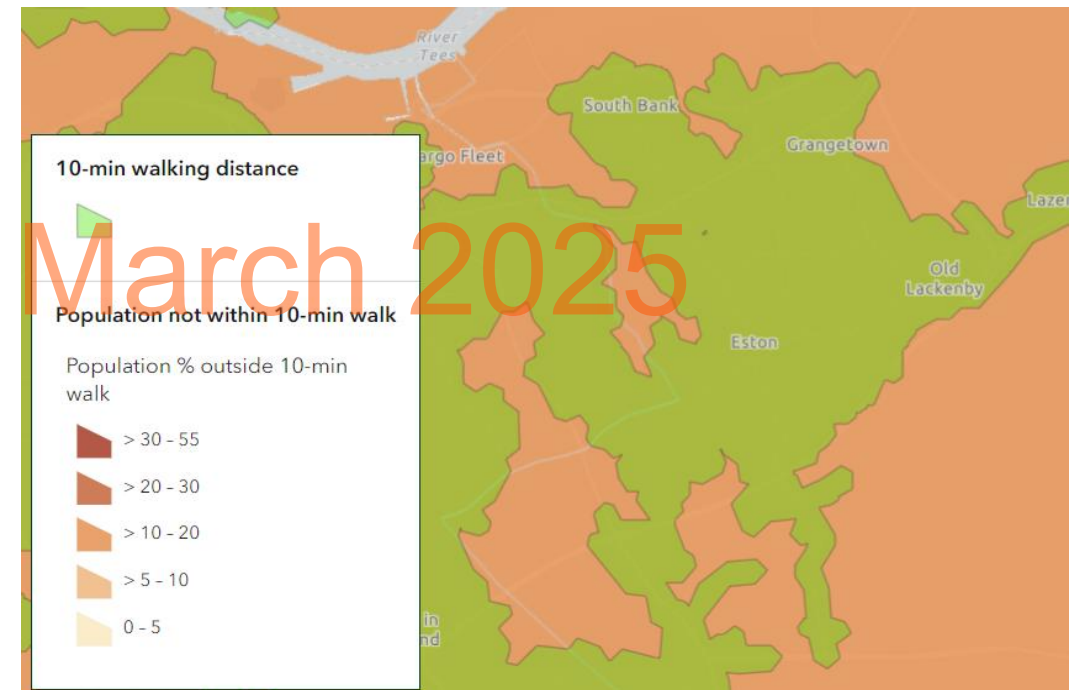 River
Tees
South Bank
Grangetown
argo Fleet
10-min walking distance
Lazen
March 2025
Old
Lackenby
Population not within 10-min walk
Eston
Population % outside 10-min
walk
> 30 - 55
> 20 - 30
> 10 - 20
> 5 - 10
0 - 5
in
nd